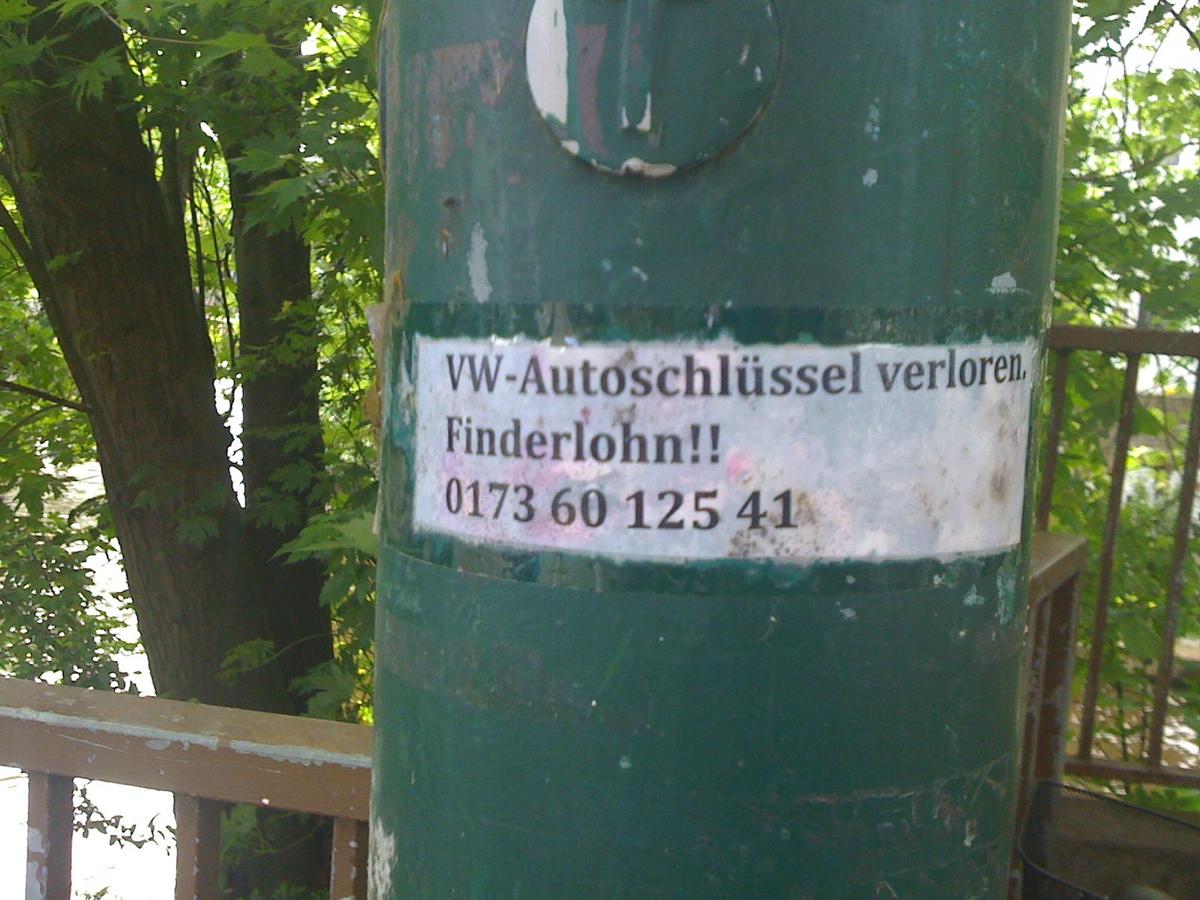 VW-Autoschlüssel verloren.
Finderlohn!!
0173 60 125 41